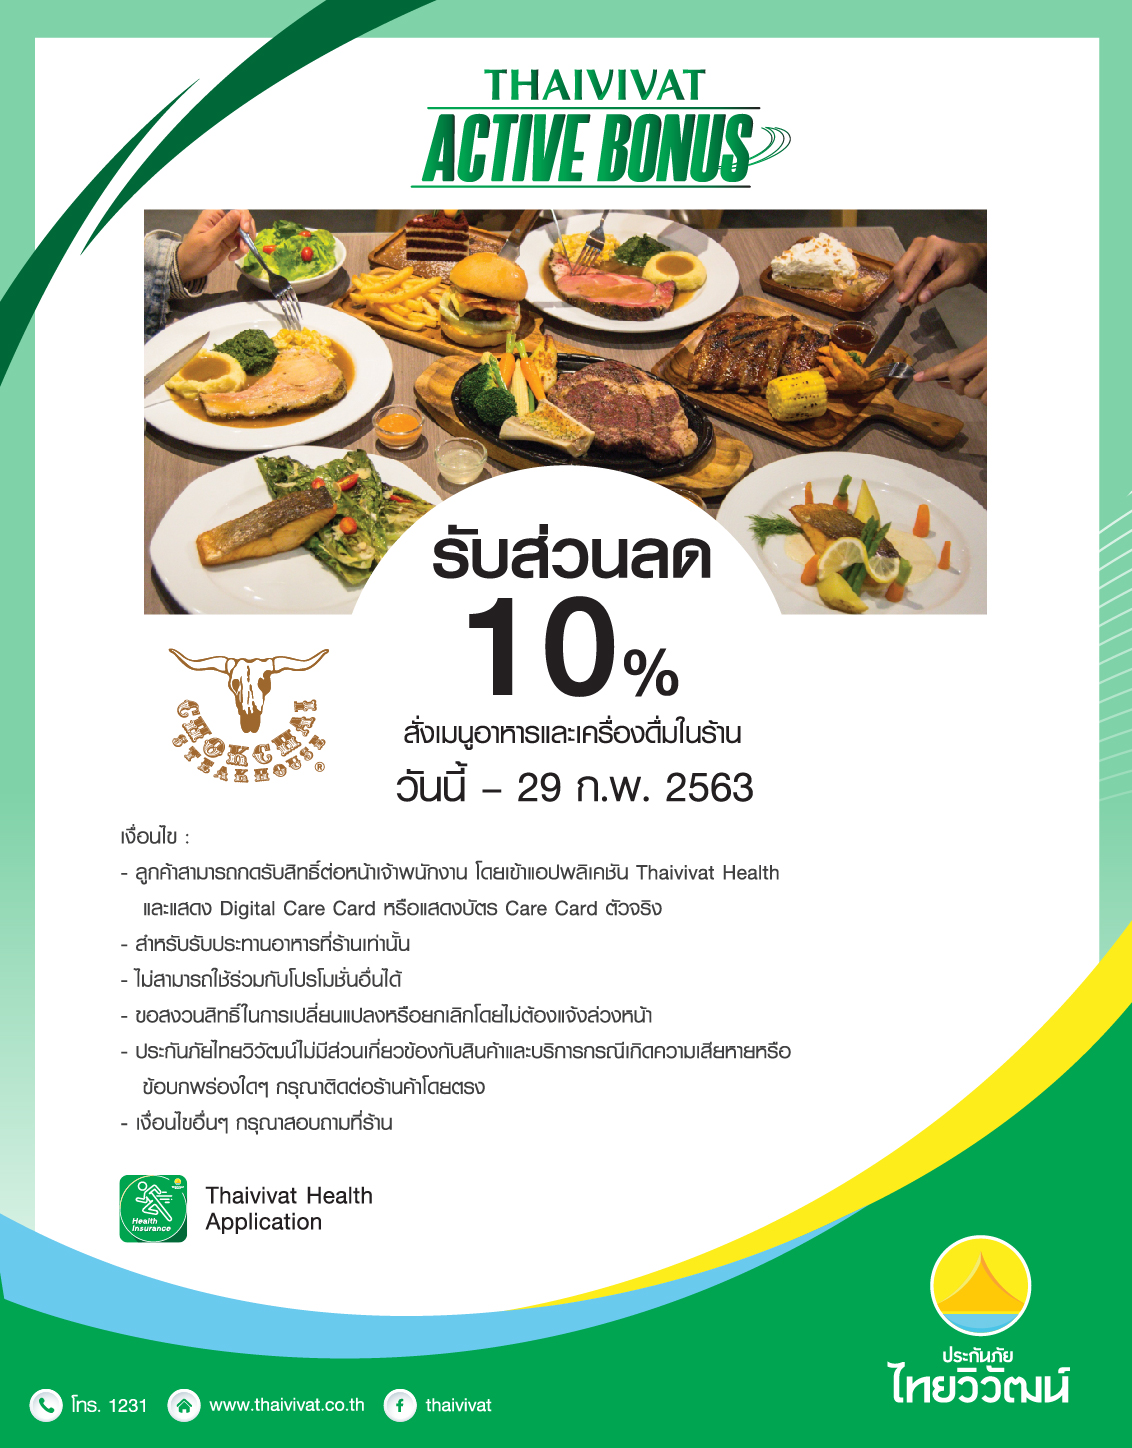 THAIVIVAT
ACTIVE BONUS
รับส่วนลด
10%
สั่งเมนูอาหารและเครื่องดื่มในร้าน
วันนี้ – 29 ก.พ. 2563
CHOKCHAI
STEAKHOUSE ®
เงื่อนไข :
- ลูกค้าสามารถกดรับสิทธิ์ต่อหน้าเจ้าพนักงาน โดยเข้าแอปพลิเคชัน Thaivivat Health
และแสดง Digital Care Card หรือแสดงบัตร Care Card ตัวจริง
- สำหรับรับประทานอาหารที่ร้านเท่านั้น
- ไม่สามารถใช้ร่วมกับโปรโมชั่นอื่นได้
- ขอสงวนสิทธิ์ในการเปลี่ยนแปลงหรือยกเลิกโดยไม่ต้องแจ้งล่วงหน้า
- ประกันภัยไทยวิวัฒน์ไม่มีส่วนเกี่ยวข้องกับสินค้าและบริการกรณีเกิดความเสียหายหรือ
ข้อบกพร่องใดๆ กรุณาติดต่อร้านค้าโดยตรง
- เงื่อนไขอื่นๆ กรุณาสอบถามที่ร้าน
Health
Insurance
Thaivivat Health
Application
ประกันภัย
ไทยวิวัฒน์
โทร. 1231
www.thaivivat.co.th
thaivivat